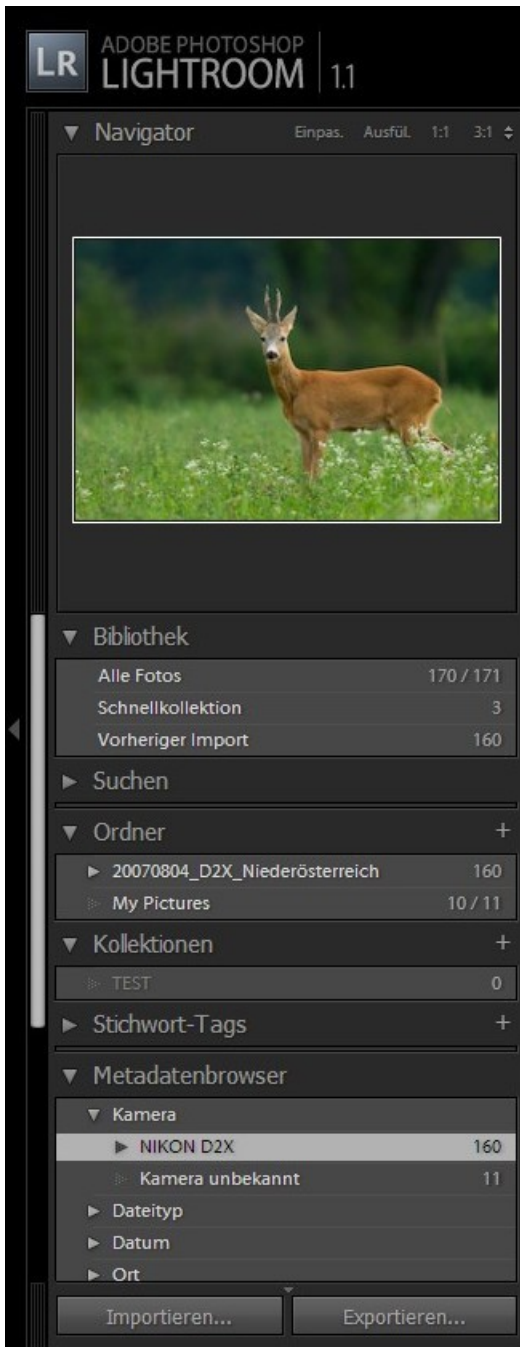 LR ADOBE PHOTOSHOP
LIGHTROOM 1.1
Navigator Einpas. Ausfül. 1:1 3:1
Bibliothek
Alle Fotos 170 / 171
Schnellkollektion 3
Vorheriger Import 160
Suchen
Ordner +
20070804_D2X_Niederösterreich 160
My Pictures 10 / 11
Kollektionen +
TEST 0
Stichwort-Tags +
Metadatenbrowser
Kamera
NIKON D2X 160
Kamera unbekannt 11
Dateityp
Datum
Ort
Importieren... Exportieren...